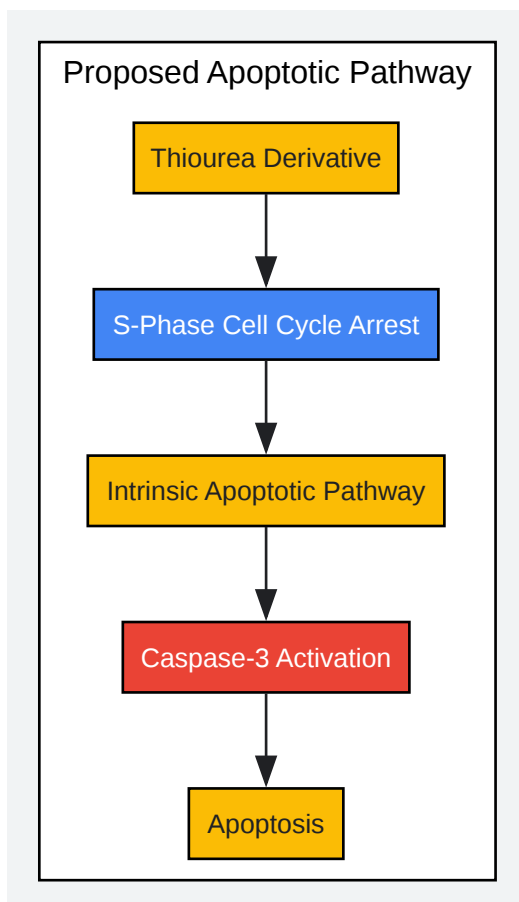 Proposed Apoptotic Pathway
Thiourea Derivative
S-Phase Cell Cycle Arrest
Intrinsic Apoptotic Pathway
Caspase-3 Activation
Apoptosis